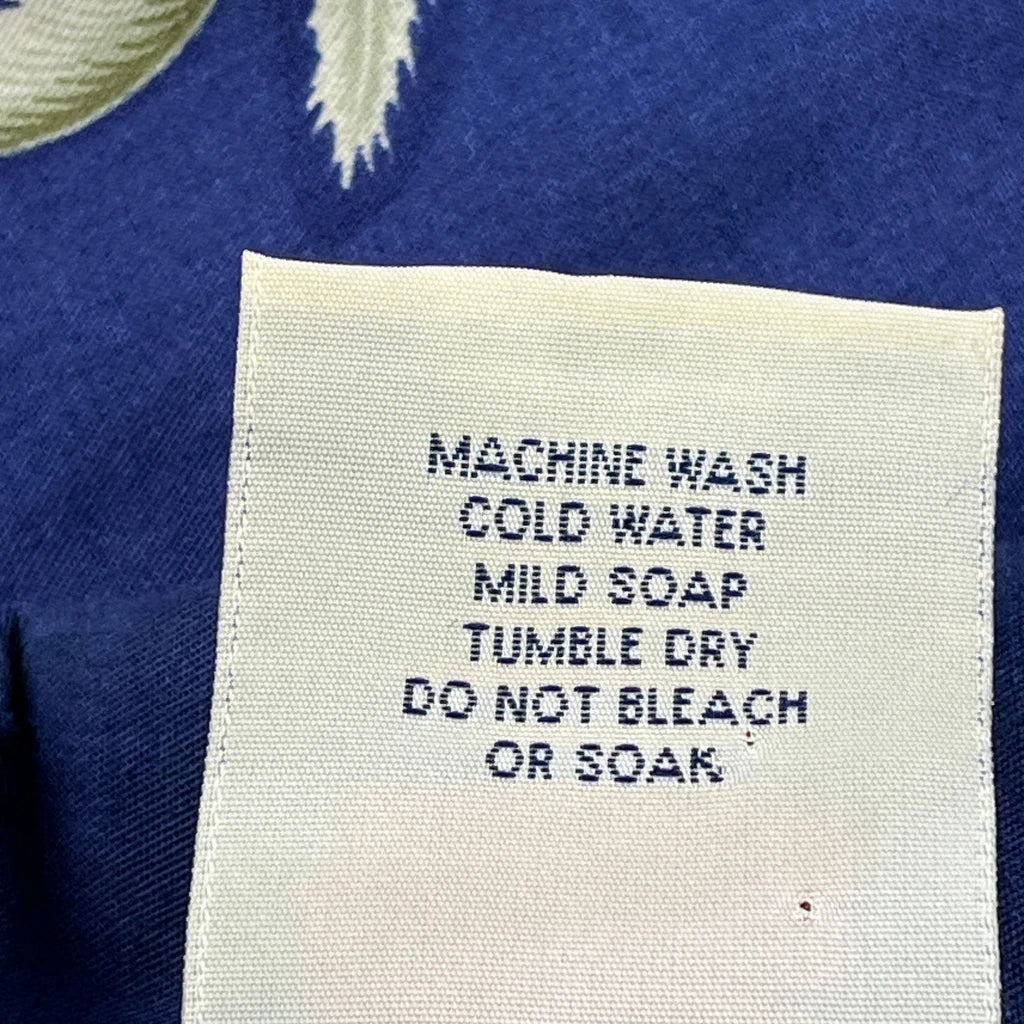 MACHINE WASH
COLD WATER
MILD SOAP
TUMBLE DRY
DO NOT BLEACH
OR SOAK